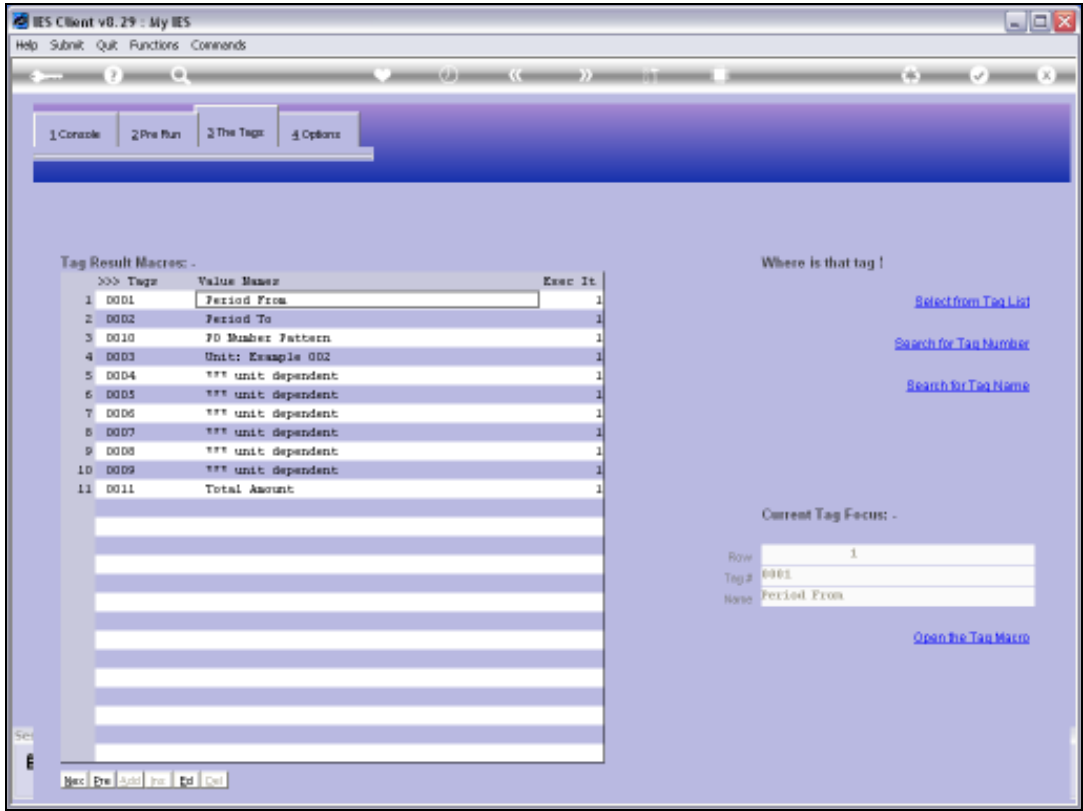 IES Client v8.29 : My IES
Help Submit Quit Functions Commands
1 Console 2 Pre Run 3 The Tags 4 Options
Tag Result Macros: -
>>> Tags Value Names Exec It
1 0001 Period From 1
2 0002 Period To 1
3 0010 PO Number Pattern 1
4 0003 Unit: Example 002 1
5 0004 *** unit dependent 1
6 0005 *** unit dependent 1
7 0006 *** unit dependent 1
8 0007 *** unit dependent 1
9 0008 *** unit dependent 1
10 0009 *** unit dependent 1
11 0011 Total Amount 1
Where is that tag !
Select from Tag List
Search for Tag Number
Search for Tag Name
Current Tag Focus: -
Row 1
Tag # 0001
Name Period From
Open the Tag Macro
Nex Pre Add Ins Ed Del